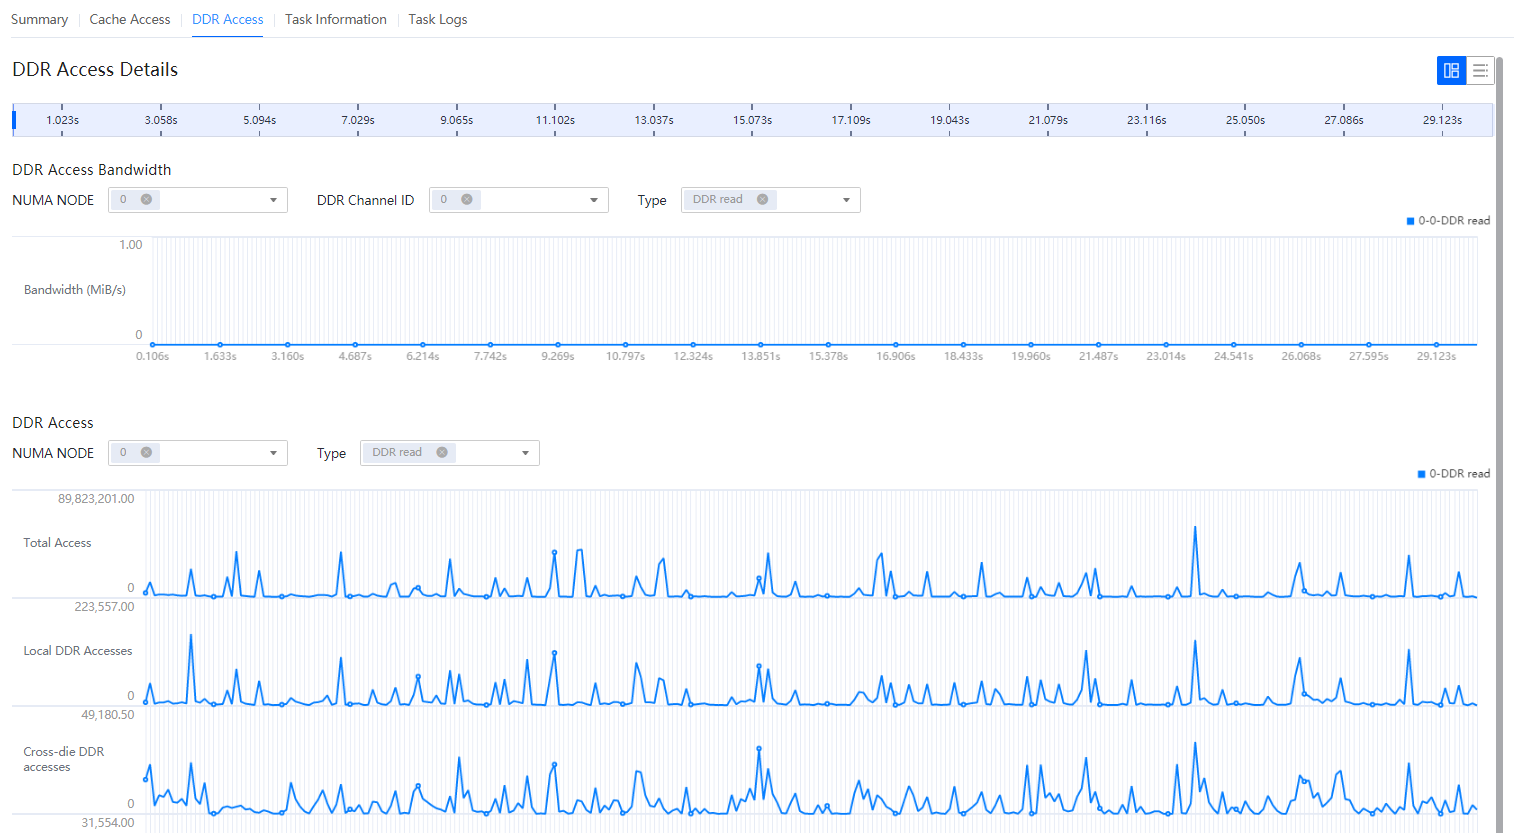 Summary Cache Access DDR Access Task Information Task Logs
DDR Access Details
1.023s 3.058s 5.094s 7.029s 9.065s 11.102s 13.037s 15.073s 17.109s 19.043s 21.079s 23.116s 25.050s 27.086s 29.123s
DDR Access Bandwidth
NUMA NODE 0 DDR Channel ID 0 Type DDR read
0-0-DDR read
1.00
Bandwidth (MiB/s)
0
0.106s 1.633s 3.160s 4.687s 6.214s 7.742s 9.269s 10.797s 12.324s 13.851s 15.378s 16.906s 18.433s 19.960s 21.487s 23.014s 24.541s 26.068s 27.595s 29.123s
DDR Access
NUMA NODE 0 Type DDR read
0-DDR read
89,823,201.00
Total Access
0
223,557.00
Local DDR Accesses
0
49,180.50
Cross-die DDR
accesses
0
31,554.00